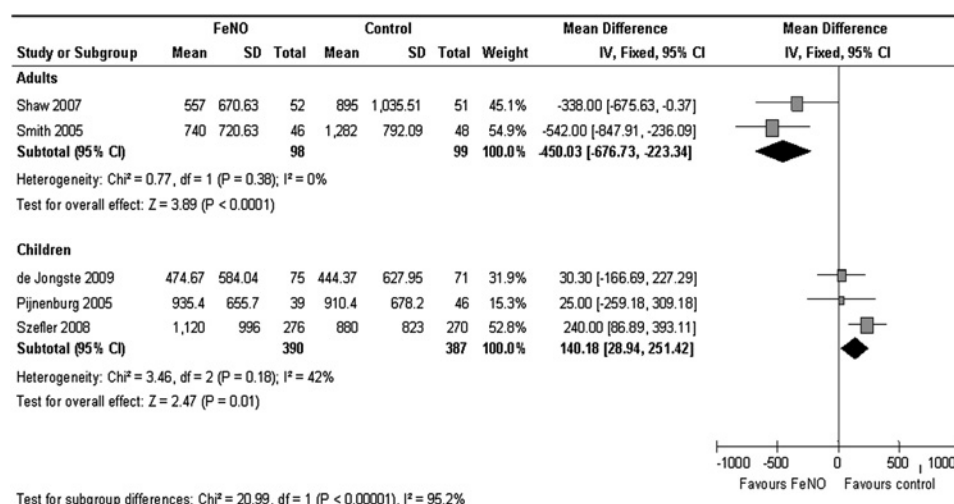 FeNO Control Mean Difference Mean Difference
Study or Subgroup Mean SD Total Mean SD Total Weight IV, Fixed, 95% CI IV, Fixed, 95% CI
Adults
Shaw 2007 557 670.63 52 895 1,035.51 51 45.1% -338.00 [-675.63, -0.37]
Smith 2005 740 720.63 46 1,282 792.09 48 54.9% -542.00 [-847.91, -236.09]
Subtotal (95% CI) 98 99 100.0% -450.03 [-676.73, -223.34]
Heterogeneity: Chi² = 0.77, df = 1 (P = 0.38); I² = 0%
Test for overall effect: Z = 3.89 (P < 0.0001)
Children
de Jongste 2009 474.67 584.04 75 444.37 627.95 71 31.9% 30.30 [-166.69, 227.29]
Pijnenburg 2005 935.4 655.7 39 910.4 678.2 46 15.3% 25.00 [-259.18, 309.18]
Szefler 2008 1,120 996 276 880 823 270 52.8% 240.00 [86.89, 393.11]
Subtotal (95% CI) 390 387 100.0% 140.18 [28.94, 251.42]
Heterogeneity: Chi² = 3.46, df = 2 (P = 0.18); I² = 42%
Test for overall effect: Z = 2.47 (P = 0.01)
-1000 -500 0 500 1000
Favours FeNO Favours control
Test for subgroup differences: Chi² = 20.99, df = 1 (P < 0.00001), I² = 95.2%